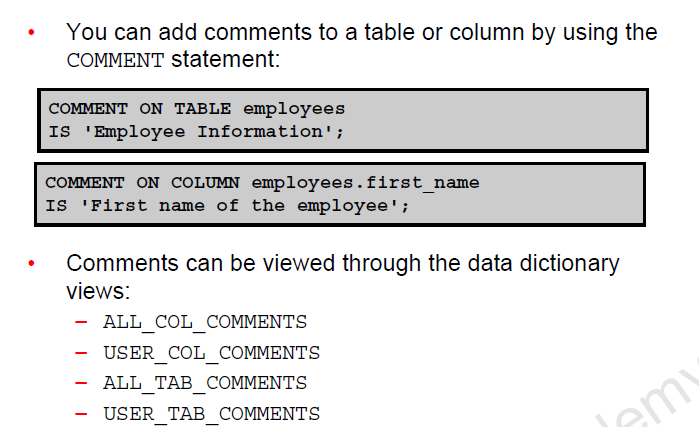 • You can add comments to a table or column by using the
COMMENT statement:
COMMENT ON TABLE employees
IS 'Employee Information';
COMMENT ON COLUMN employees.first_name
IS 'First name of the employee';
• Comments can be viewed through the data dictionary
views:
– ALL_COL_COMMENTS
– USER_COL_COMMENTS
– ALL_TAB_COMMENTS
– USER_TAB_COMMENTS